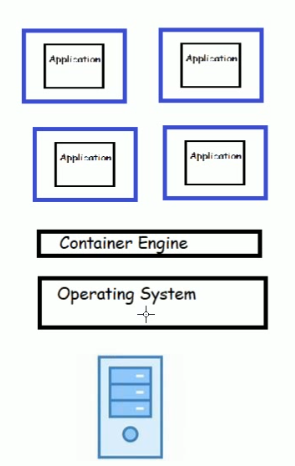 Application
Application
Application
Application
Container Engine
Operating System